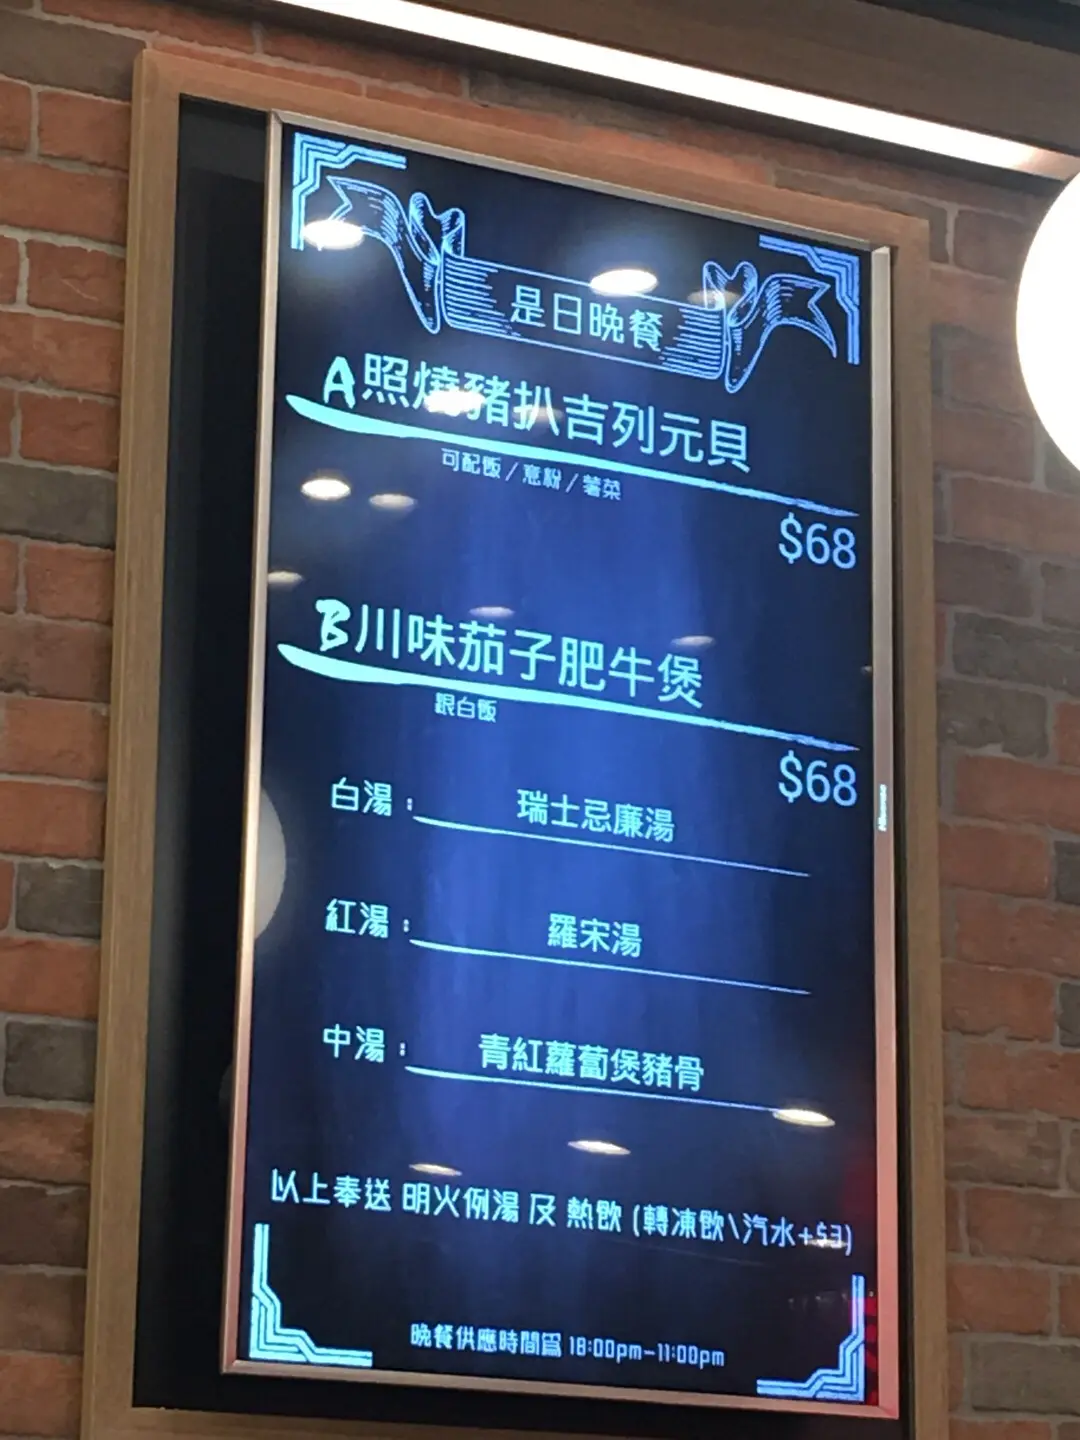 是日晚餐
A照燒豬扒吉列元貝
可配飯/意粉/薯菜
$68
B川味茄子肥牛煲
跟白飯
$68
白湯：瑞士忌廉湯
紅湯：羅宋湯
中湯：青紅蘿蔔煲豬骨
以上奉送 明火例湯 及 熱飲 (轉凍飲\汽水+$3)
晚餐供應時間為 18:00pm-11:00pm
Hisense